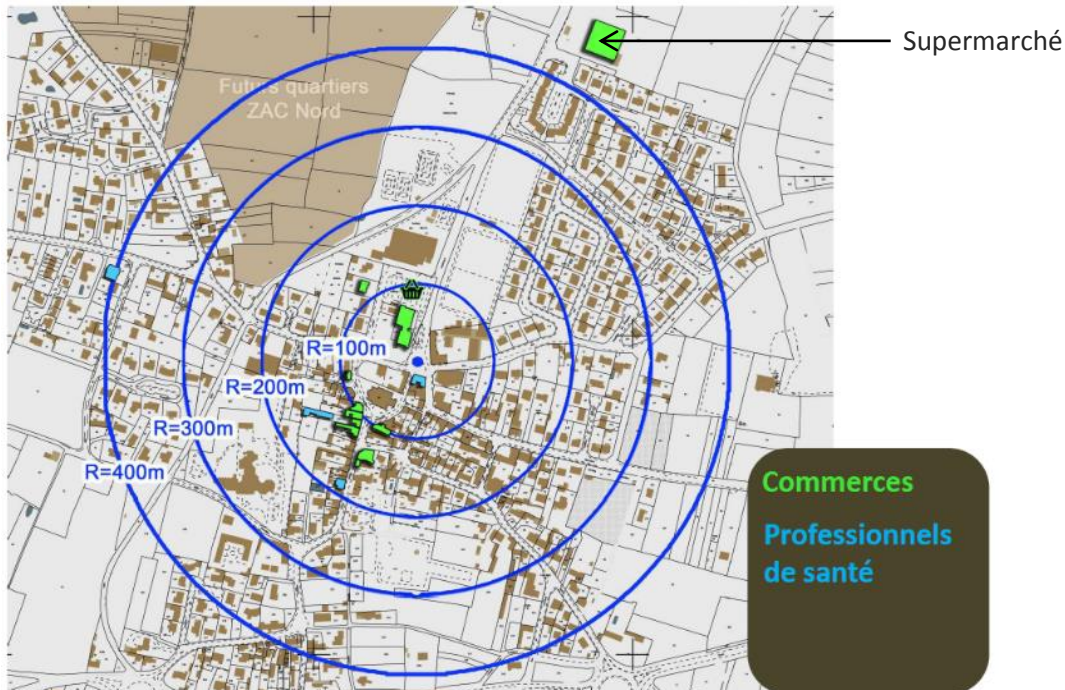 Supermarché
Futurs quartiers
ZAC Nord
R=100m
R=200m
R=300m
R=400m
Commerces
Professionnels
de santé